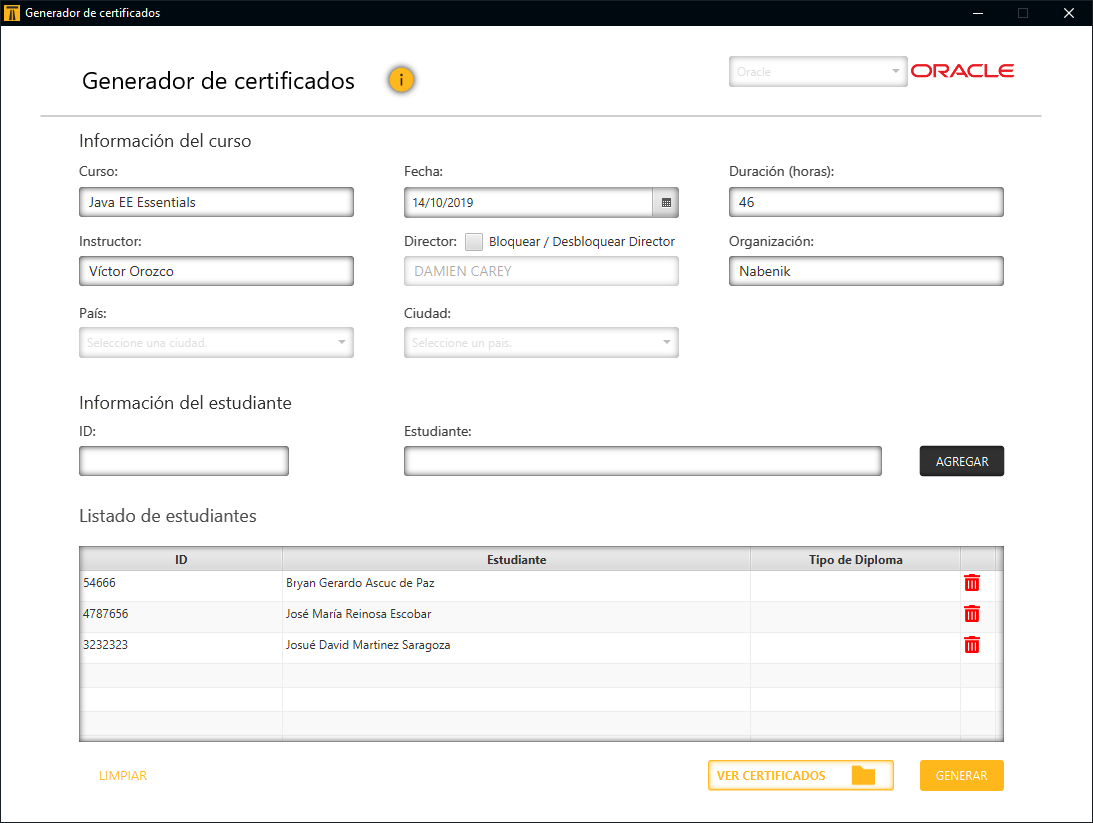 Generador de certificados
Generador de certificados
i
Oracle
ORACLE
Información del curso
Curso:
Fecha:
Duración (horas):
Java EE Essentials
14/10/2019
46
Instructor:
Director:
Bloquear / Desbloquear Director
Organización:
Víctor Orozco
DAMIEN CAREY
Nabenik
País:
Ciudad:
Seleccione una ciudad.
Seleccione un pais.
Información del estudiante
ID:
Estudiante:
AGREGAR
Listado de estudiantes
ID Estudiante Tipo de Diploma
54666 Bryan Gerardo Ascuc de Paz
4787656 José María Reinosa Escobar
3232323 Josué David Martinez Saragoza
LIMPIAR
VER CERTIFICADOS
GENERAR